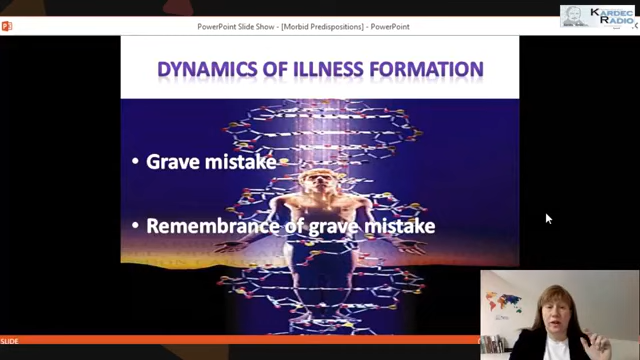 KARDEC
RADIO
PowerPoint Slide Show - [Morbid Predispositions] - PowerPoint
DYNAMICS OF ILLNESS FORMATION
• Grave mistake
• Remembrance of grave mistake
SLIDE